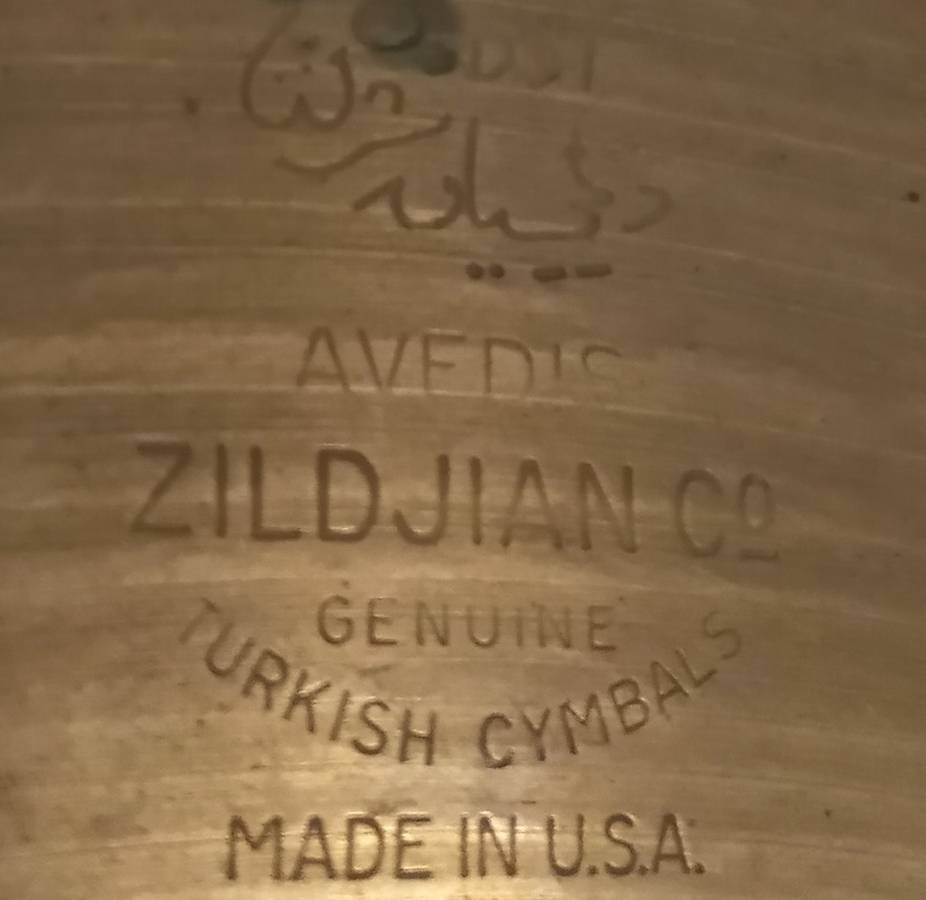 AVEDIS
ZILDJIAN Cº
GENUINE
TURKISH CYMBALS
MADE IN U.S.A.